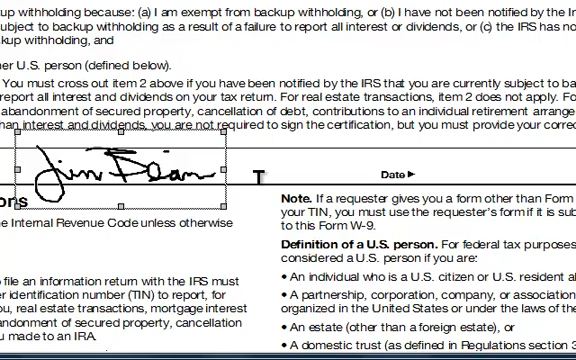 kup withholding because: (a) I am exempt from backup withholding, or (b) I have not been notified by the In
ubject to backup withholding as a result of a failure to report all interest or dividends, or (c) the IRS has no
kup withholding, and
er U.S. person (defined below).
You must cross out item 2 above if you have been notified by the IRS that you are currently subject to ba
report all interest and dividends on your tax return. For real estate transactions, item 2 does not apply. Fo
abandonment of secured property, cancellation of debt, contributions to an individual retirement arrange
han interest and dividends, you are not required to sign the certification, but you must provide your correc
Jim Dean
T
Date ►
ons
e Internal Revenue Code unless otherwise
o file an information return with the IRS must
r identification number (TIN) to report, for
ou, real estate transactions, mortgage interest
andonment of secured property, cancellation
u made to an IRA.
Note. If a requester gives you a form other than Form
your TIN, you must use the requester's form if it is sub
to this Form W-9.
Definition of a U.S. person. For federal tax purposes
considered a U.S. person if you are:
• An individual who is a U.S. citizen or U.S. resident al
• A partnership, corporation, company, or association
organized in the United States or under the laws of the
• An estate (other than a foreign estate), or
• A domestic trust (as defined in Regulations section 3